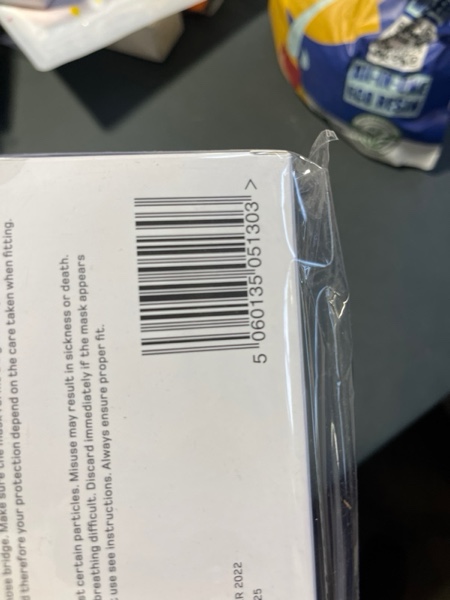 nose bridge. Make sure the mask
d therefore your protection depend on the care taken when fitting.
st certain particles. Misuse may result in sickness or death.
breathing difficult. Discard immediately if the mask appears
use see instructions. Always ensure proper fit.
5 060135 051303 >
R 2022
25